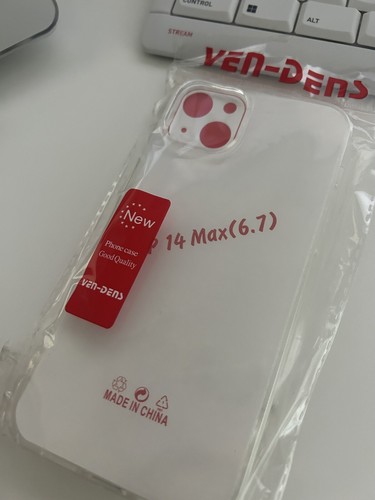 CONTROL
ALT
STREAM
VEN-DENS
New
Phone case
Good Quality
VEN-DENS
P 14 Max(6.7)
MADE IN CHINA